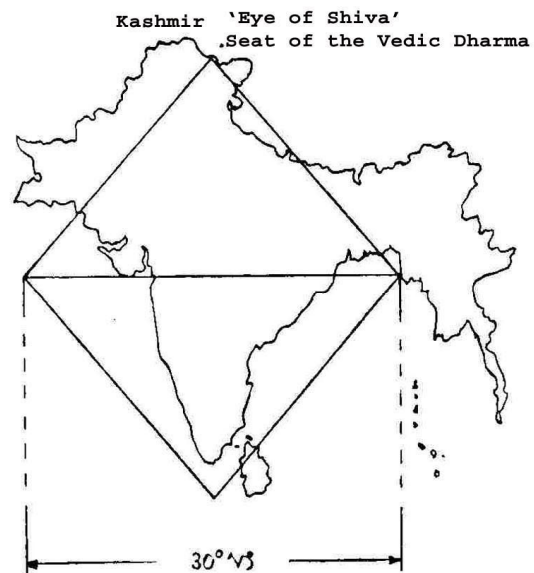 Kashmir 'Eye of Shiva'
Seat of the Vedic Dharma
30° ♑